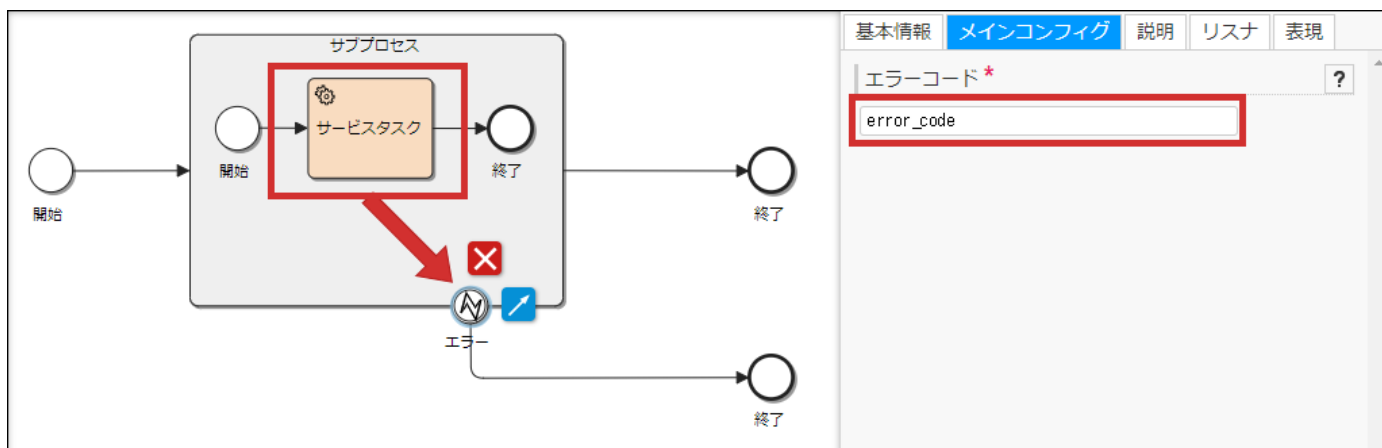 サブプロセス
サービスタスク
開始
終了
開始
終了
エラー
終了
基本情報
メインコンフィグ
説明
リスナ
表現
エラーコード *
?
error_code